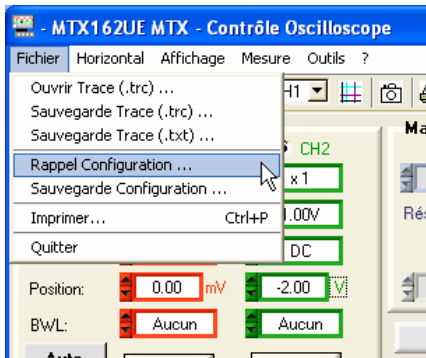 - MTX162UE MTX - Contrôle Oscilloscope
Fichier Horizontal Affichage Mesure Outils ?
Ouvrir Trace (.trc) ...
Sauvegarde Trace (.trc) ...
Sauvegarde Trace (.txt) ...
Rappel Configuration ...
Sauvegarde Configuration ...
Imprimer... Ctrl+P
Quitter
CH2
x 1
DC
Position: 0.00 mV -2.00 V
BWL: Aucun Aucun